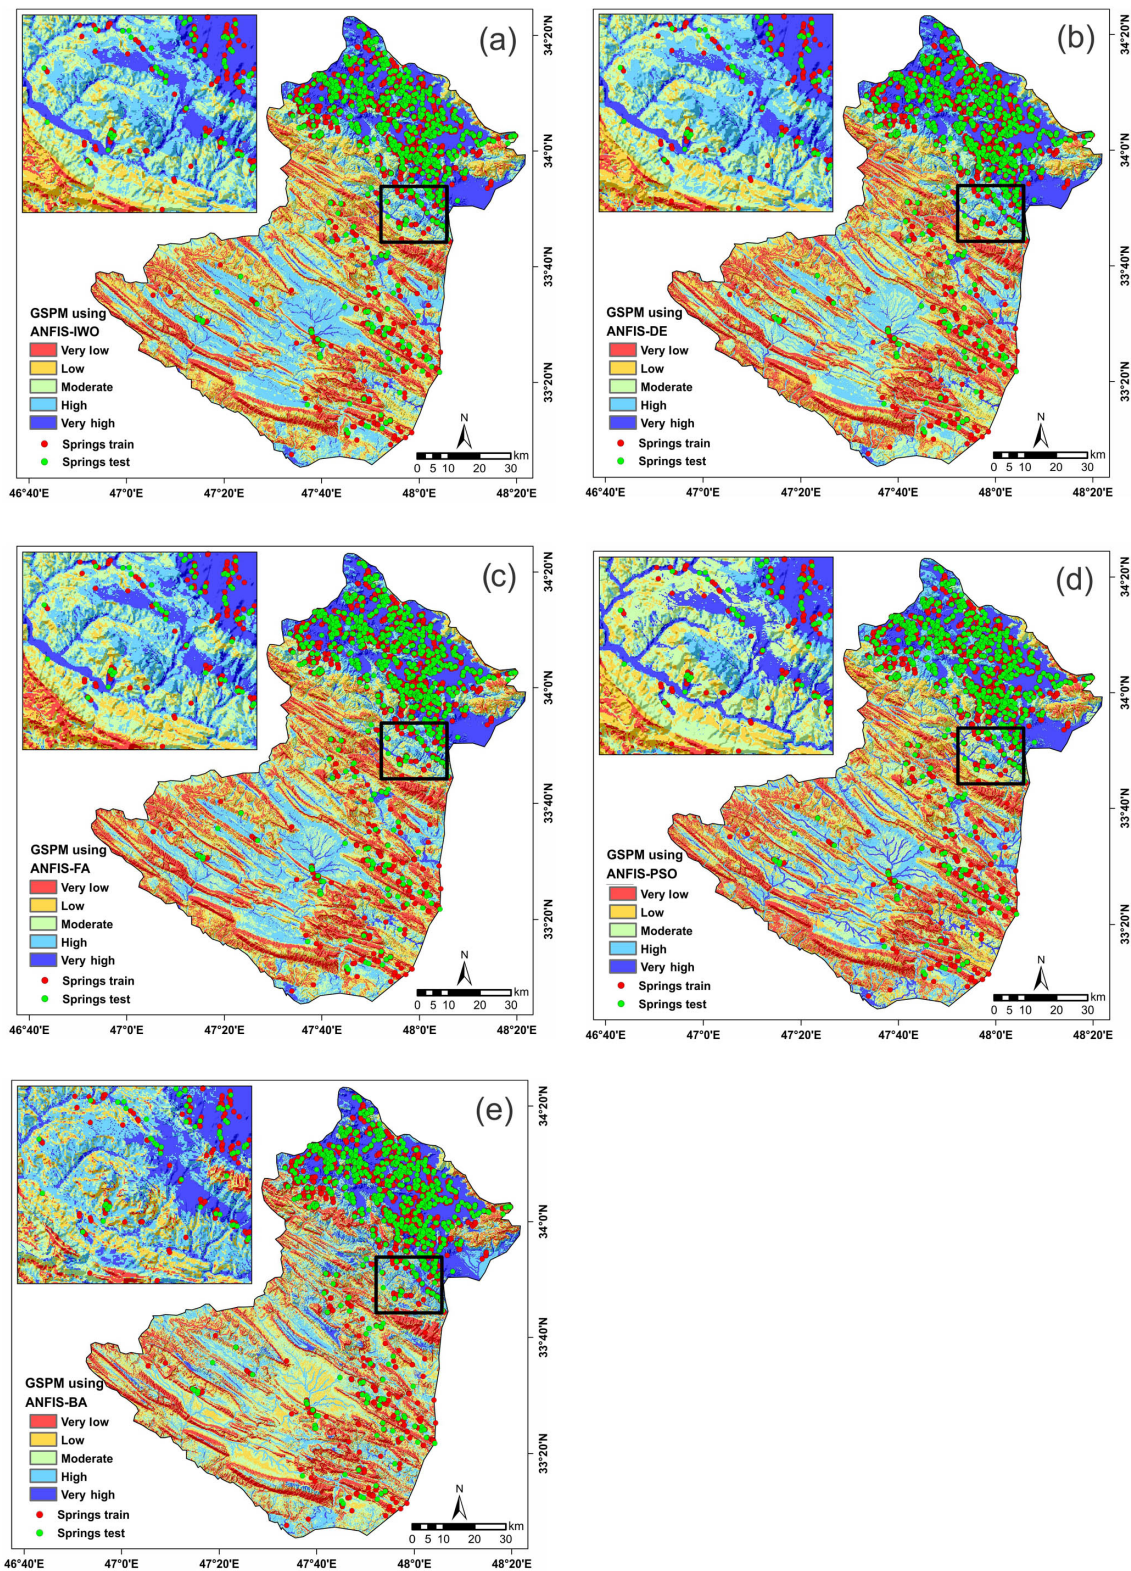 (a)
34°20'N
34°0'N
33°40'N
33°20'N
GSPM using
ANFIS-IWO
Very low
Low
Moderate
High
Very high
Springs train
Springs test
N
km
0 5 10 20 30
46°40'E 47°0'E 47°20'E 47°40'E 48°0'E 48°20'E
(b)
34°20'N
34°0'N
33°40'N
33°20'N
GSPM using
ANFIS-DE
Very low
Low
Moderate
High
Very high
Springs train
Springs test
N
km
0 5 10 20 30
46°40'E 47°0'E 47°20'E 47°40'E 48°0'E 48°20'E
(c)
34°20'N
34°0'N
33°40'N
33°20'N
GSPM using
ANFIS-FA
Very low
Low
Moderate
High
Very high
Springs train
Springs test
N
km
0 5 10 20 30
46°40'E 47°0'E 47°20'E 47°40'E 48°0'E 48°20'E
(d)
34°20'N
34°0'N
33°40'N
33°20'N
GSPM using
ANFIS-PSO
Very low
Low
Moderate
High
Very high
Springs train
Springs test
N
km
0 5 10 20 30
46°40'E 47°0'E 47°20'E 47°40'E 48°0'E 48°20'E
(e)
34°20'N
34°0'N
33°40'N
33°20'N
GSPM using
ANFIS-BA
Very low
Low
Moderate
High
Very high
Springs train
Springs test
N
km
0 5 10 20 30
46°40'E 47°0'E 47°20'E 47°40'E 48°0'E 48°20'E